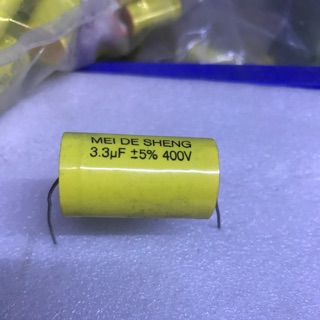 MEI DE SHENG
3.3µF ±5% 400V